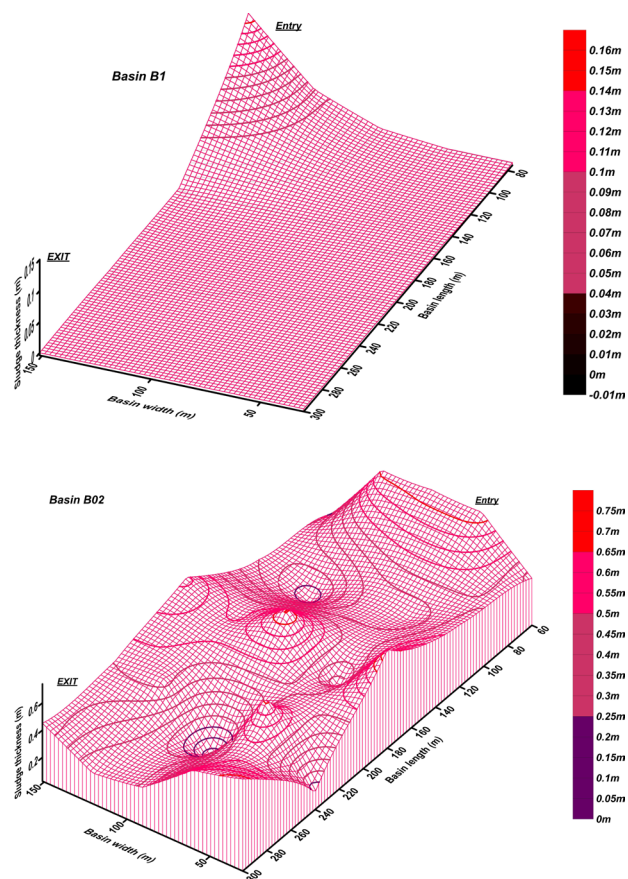 Entry
Basin B1
0.16m
0.15m
0.14m
0.13m
0.12m
0.11m
0.1m
0.09m
0.08m
0.07m
0.06m
0.05m
0.04m
0.03m
0.02m
0.01m
0m
-0.01m
80
100
120
140
160
180
200
220
240
260
280
300
Basin length (m)
EXIT
Sludge thickness (m)
0.15
0.1
0.05
0
150
100
50
Basin width (m)
Basin B02
Entry
0.75m
0.7m
0.65m
0.6m
0.55m
0.5m
0.45m
0.4m
0.35m
0.3m
0.25m
0.2m
0.15m
0.1m
0.05m
0m
60
80
100
120
140
160
180
200
220
240
260
280
300
Basin length (m)
EXIT
Sludge thickness (m)
0.6
0.4
0.2
150
100
50
Basin width (m)